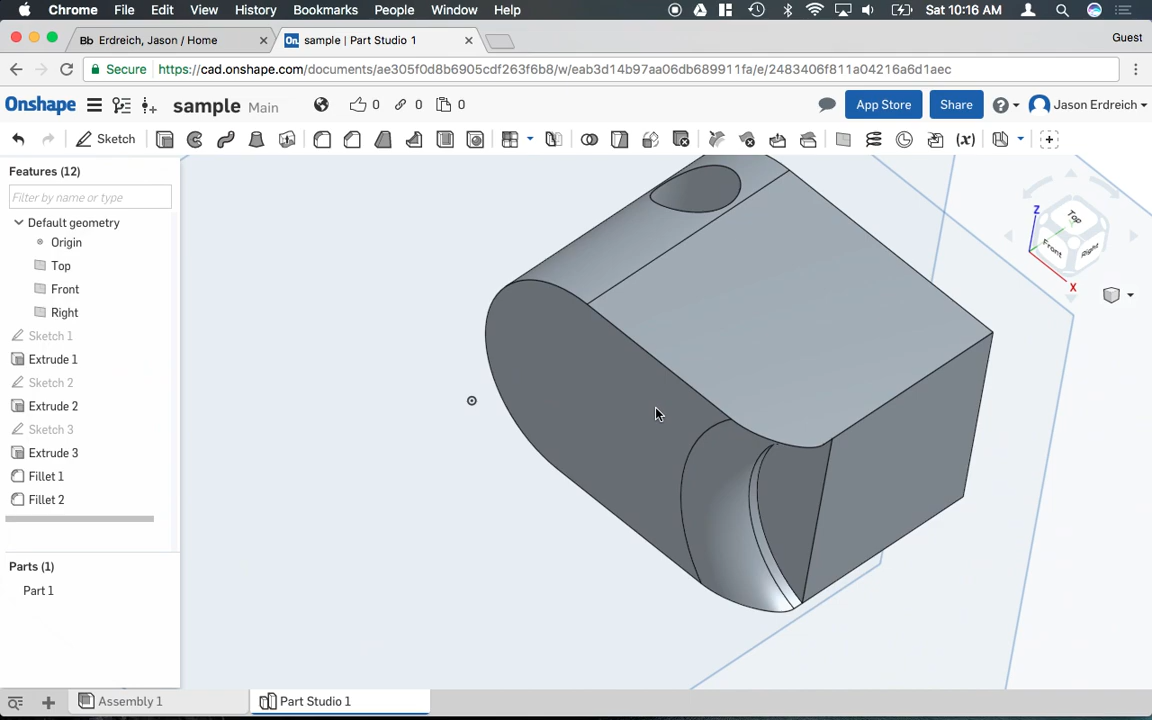 Chrome File Edit View History Bookmarks People Window Help Sat 10:16 AM
Bb Erdreich, Jason / Home On. sample | Part Studio 1 Guest
Secure https://cad.onshape.com/documents/ae305f0d8b6905cdf263f6b8/w/eab3d14b97aa06db689911fa/e/2483406f811a04216a6d1aec
Onshape sample Main 0 0 0 App Store Share Jason Erdreich
Sketch (x)
Features (12)
Filter by name or type
Default geometry
Origin
Top
Front
Right
Sketch 1
Extrude 1
Sketch 2
Extrude 2
Sketch 3
Extrude 3
Fillet 1
Fillet 2
Parts (1)
Part 1
Z
Top
Front Right
X
Assembly 1 Part Studio 1